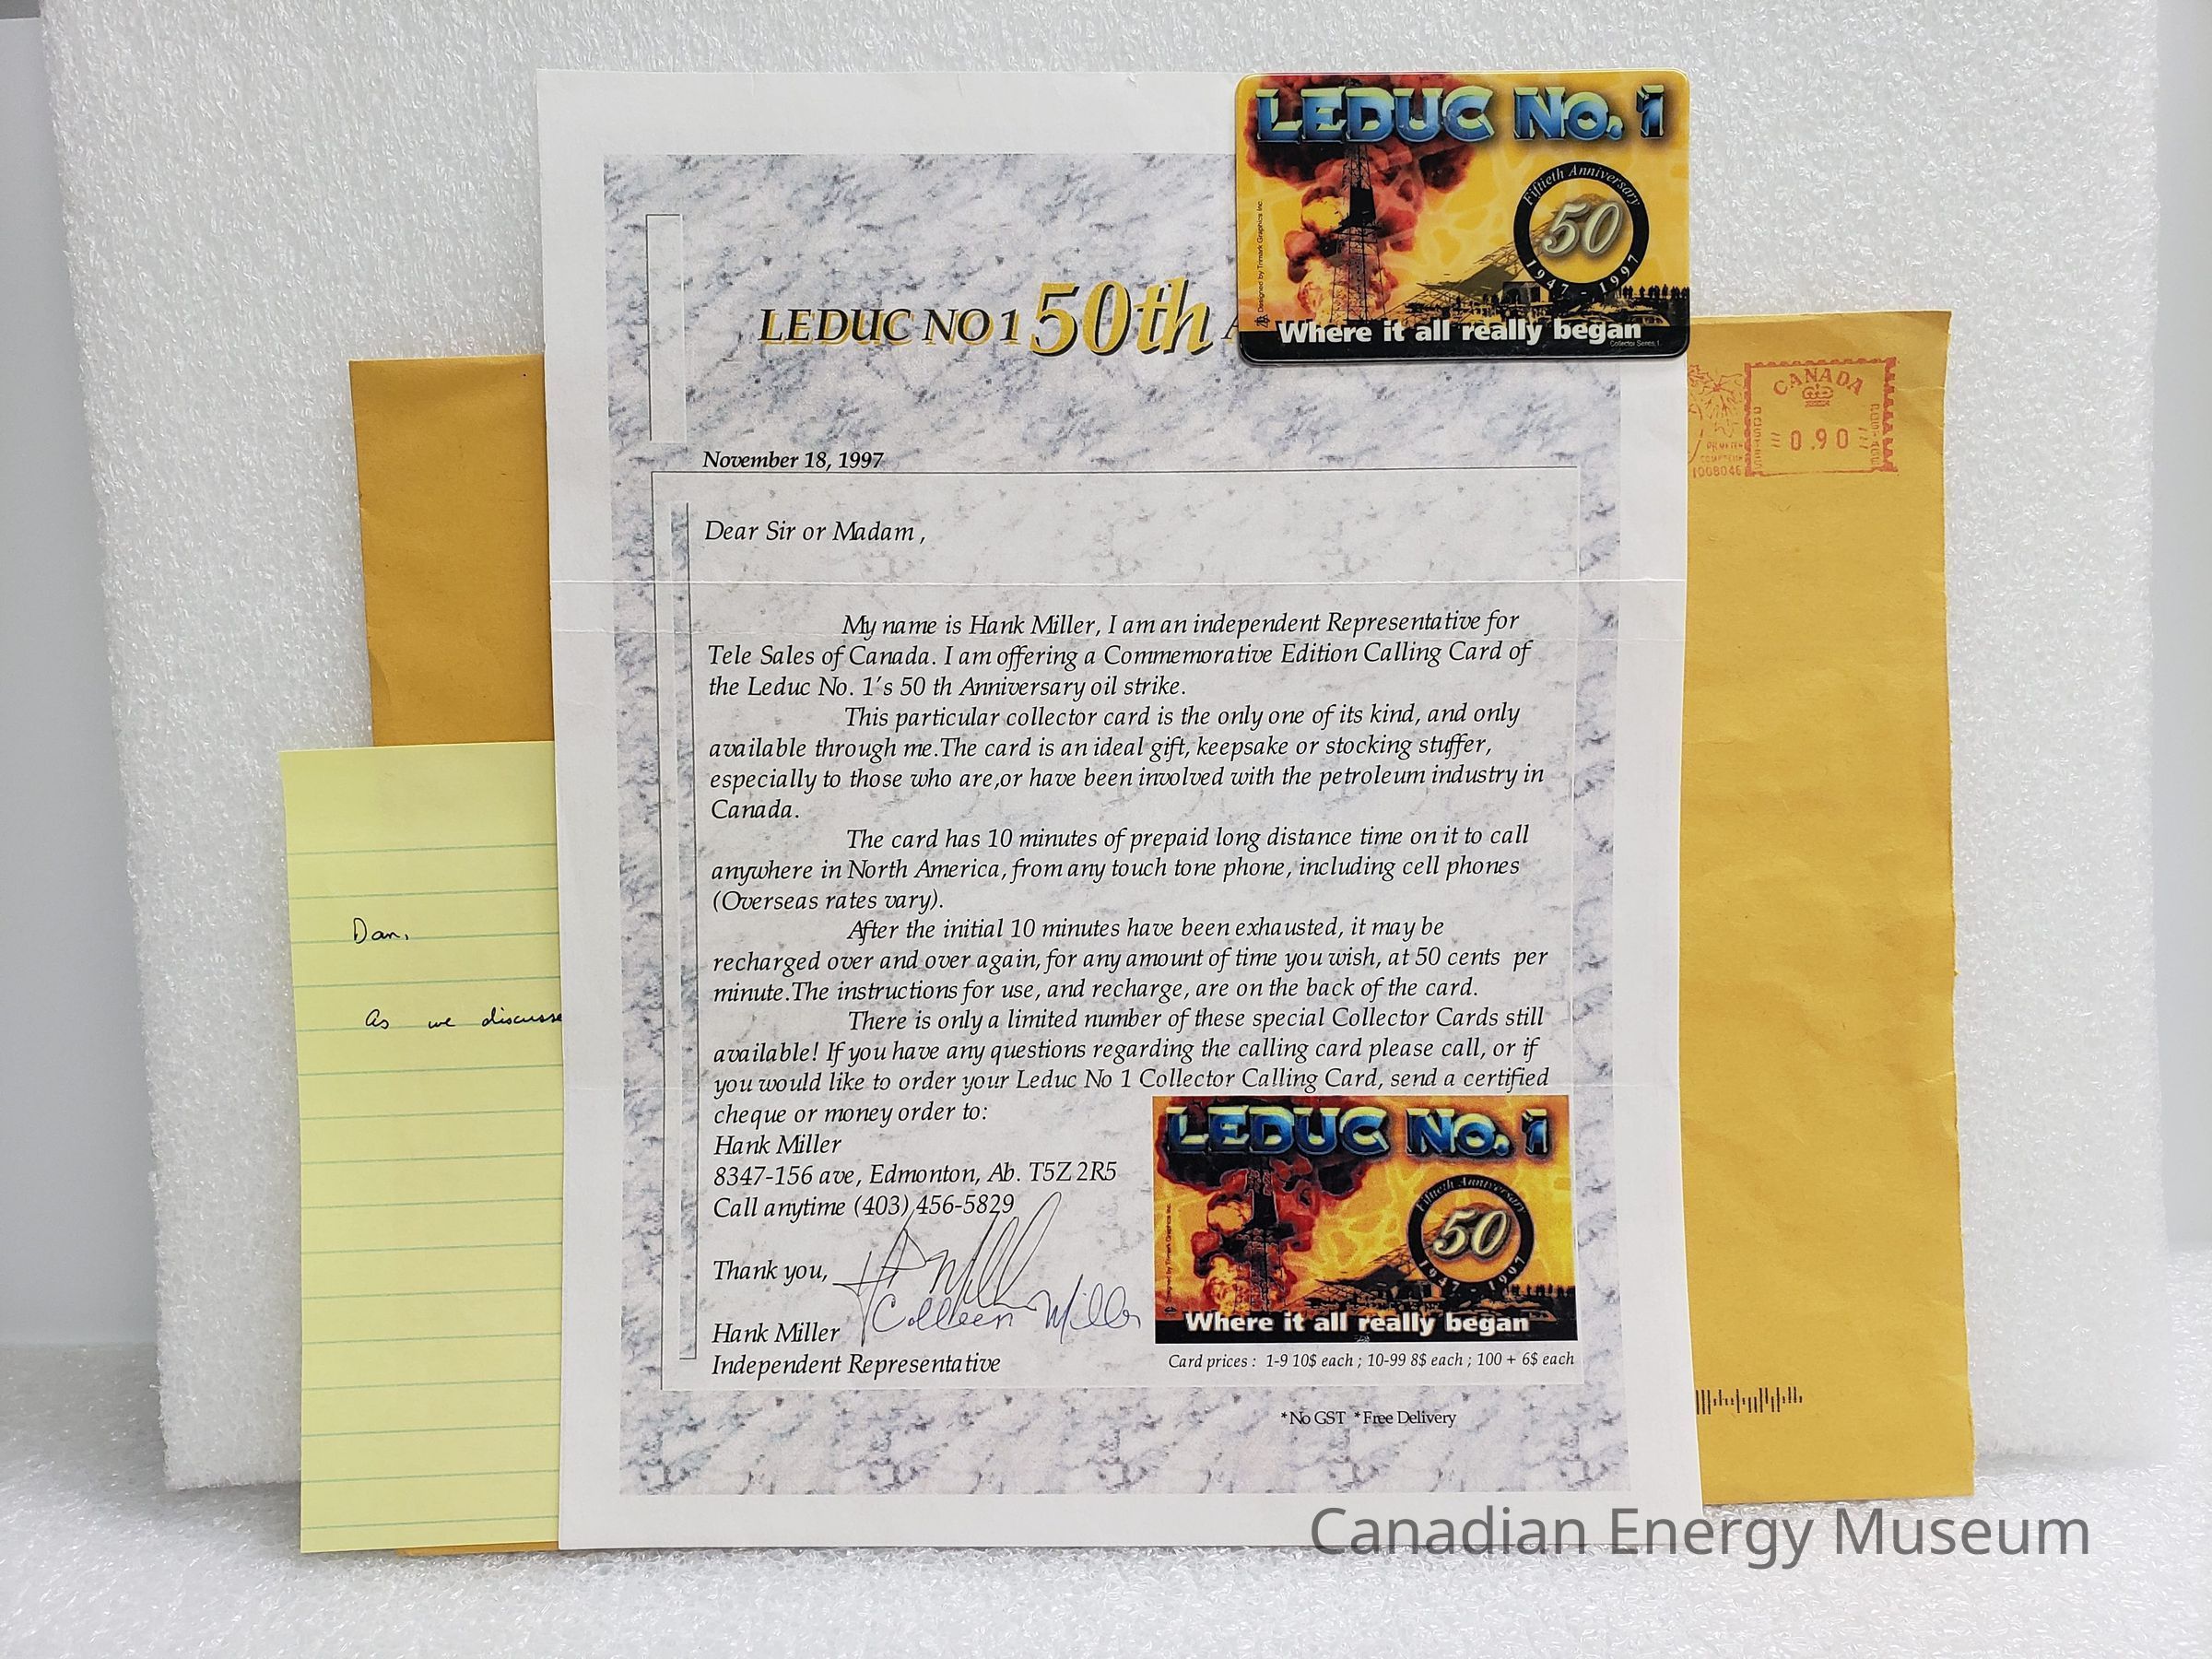 LEDUC NO 1 50th
LEDUC No. 1
Fiftieth Anniversary
50
1947 - 1997
Designed by Trimark Graphics Inc.
Where it all really began
Collector Series 1
CANADA
0.90
1008046
November 18, 1997
Dear Sir or Madam ,
My name is Hank Miller, I am an independent Representative for
Tele Sales of Canada. I am offering a Commemorative Edition Calling Card of
the Leduc No. 1's 50 th Anniversary oil strike.
This particular collector card is the only one of its kind, and only
available through me.The card is an ideal gift, keepsake or stocking stuffer,
especially to those who are,or have been involved with the petroleum industry in
Canada.
The card has 10 minutes of prepaid long distance time on it to call
anywhere in North America, from any touch tone phone, including cell phones
(Overseas rates vary).
After the initial 10 minutes have been exhausted, it may be
recharged over and over again, for any amount of time you wish, at 50 cents per
minute.The instructions for use, and recharge, are on the back of the card.
There is only a limited number of these special Collector Cards still
available! If you have any questions regarding the calling card please call, or if
you would like to order your Leduc No 1 Collector Calling Card, send a certified
cheque or money order to:
Hank Miller
8347-156 ave, Edmonton, Ab. T5Z 2R5
Call anytime (403) 456-5829
Thank you,
Colleen Miller
Hank Miller
Independent Representative
LEDUC No. 1
Fiftieth Anniversary
50
1947 - 1997
Designed by Trimark Graphics Inc.
Where it all really began
Card prices : 1-9 10$ each ; 10-99 8$ each ; 100 + 6$ each
*No GST *Free Delivery
Dan,
As we discusse
Canadian Energy Museum